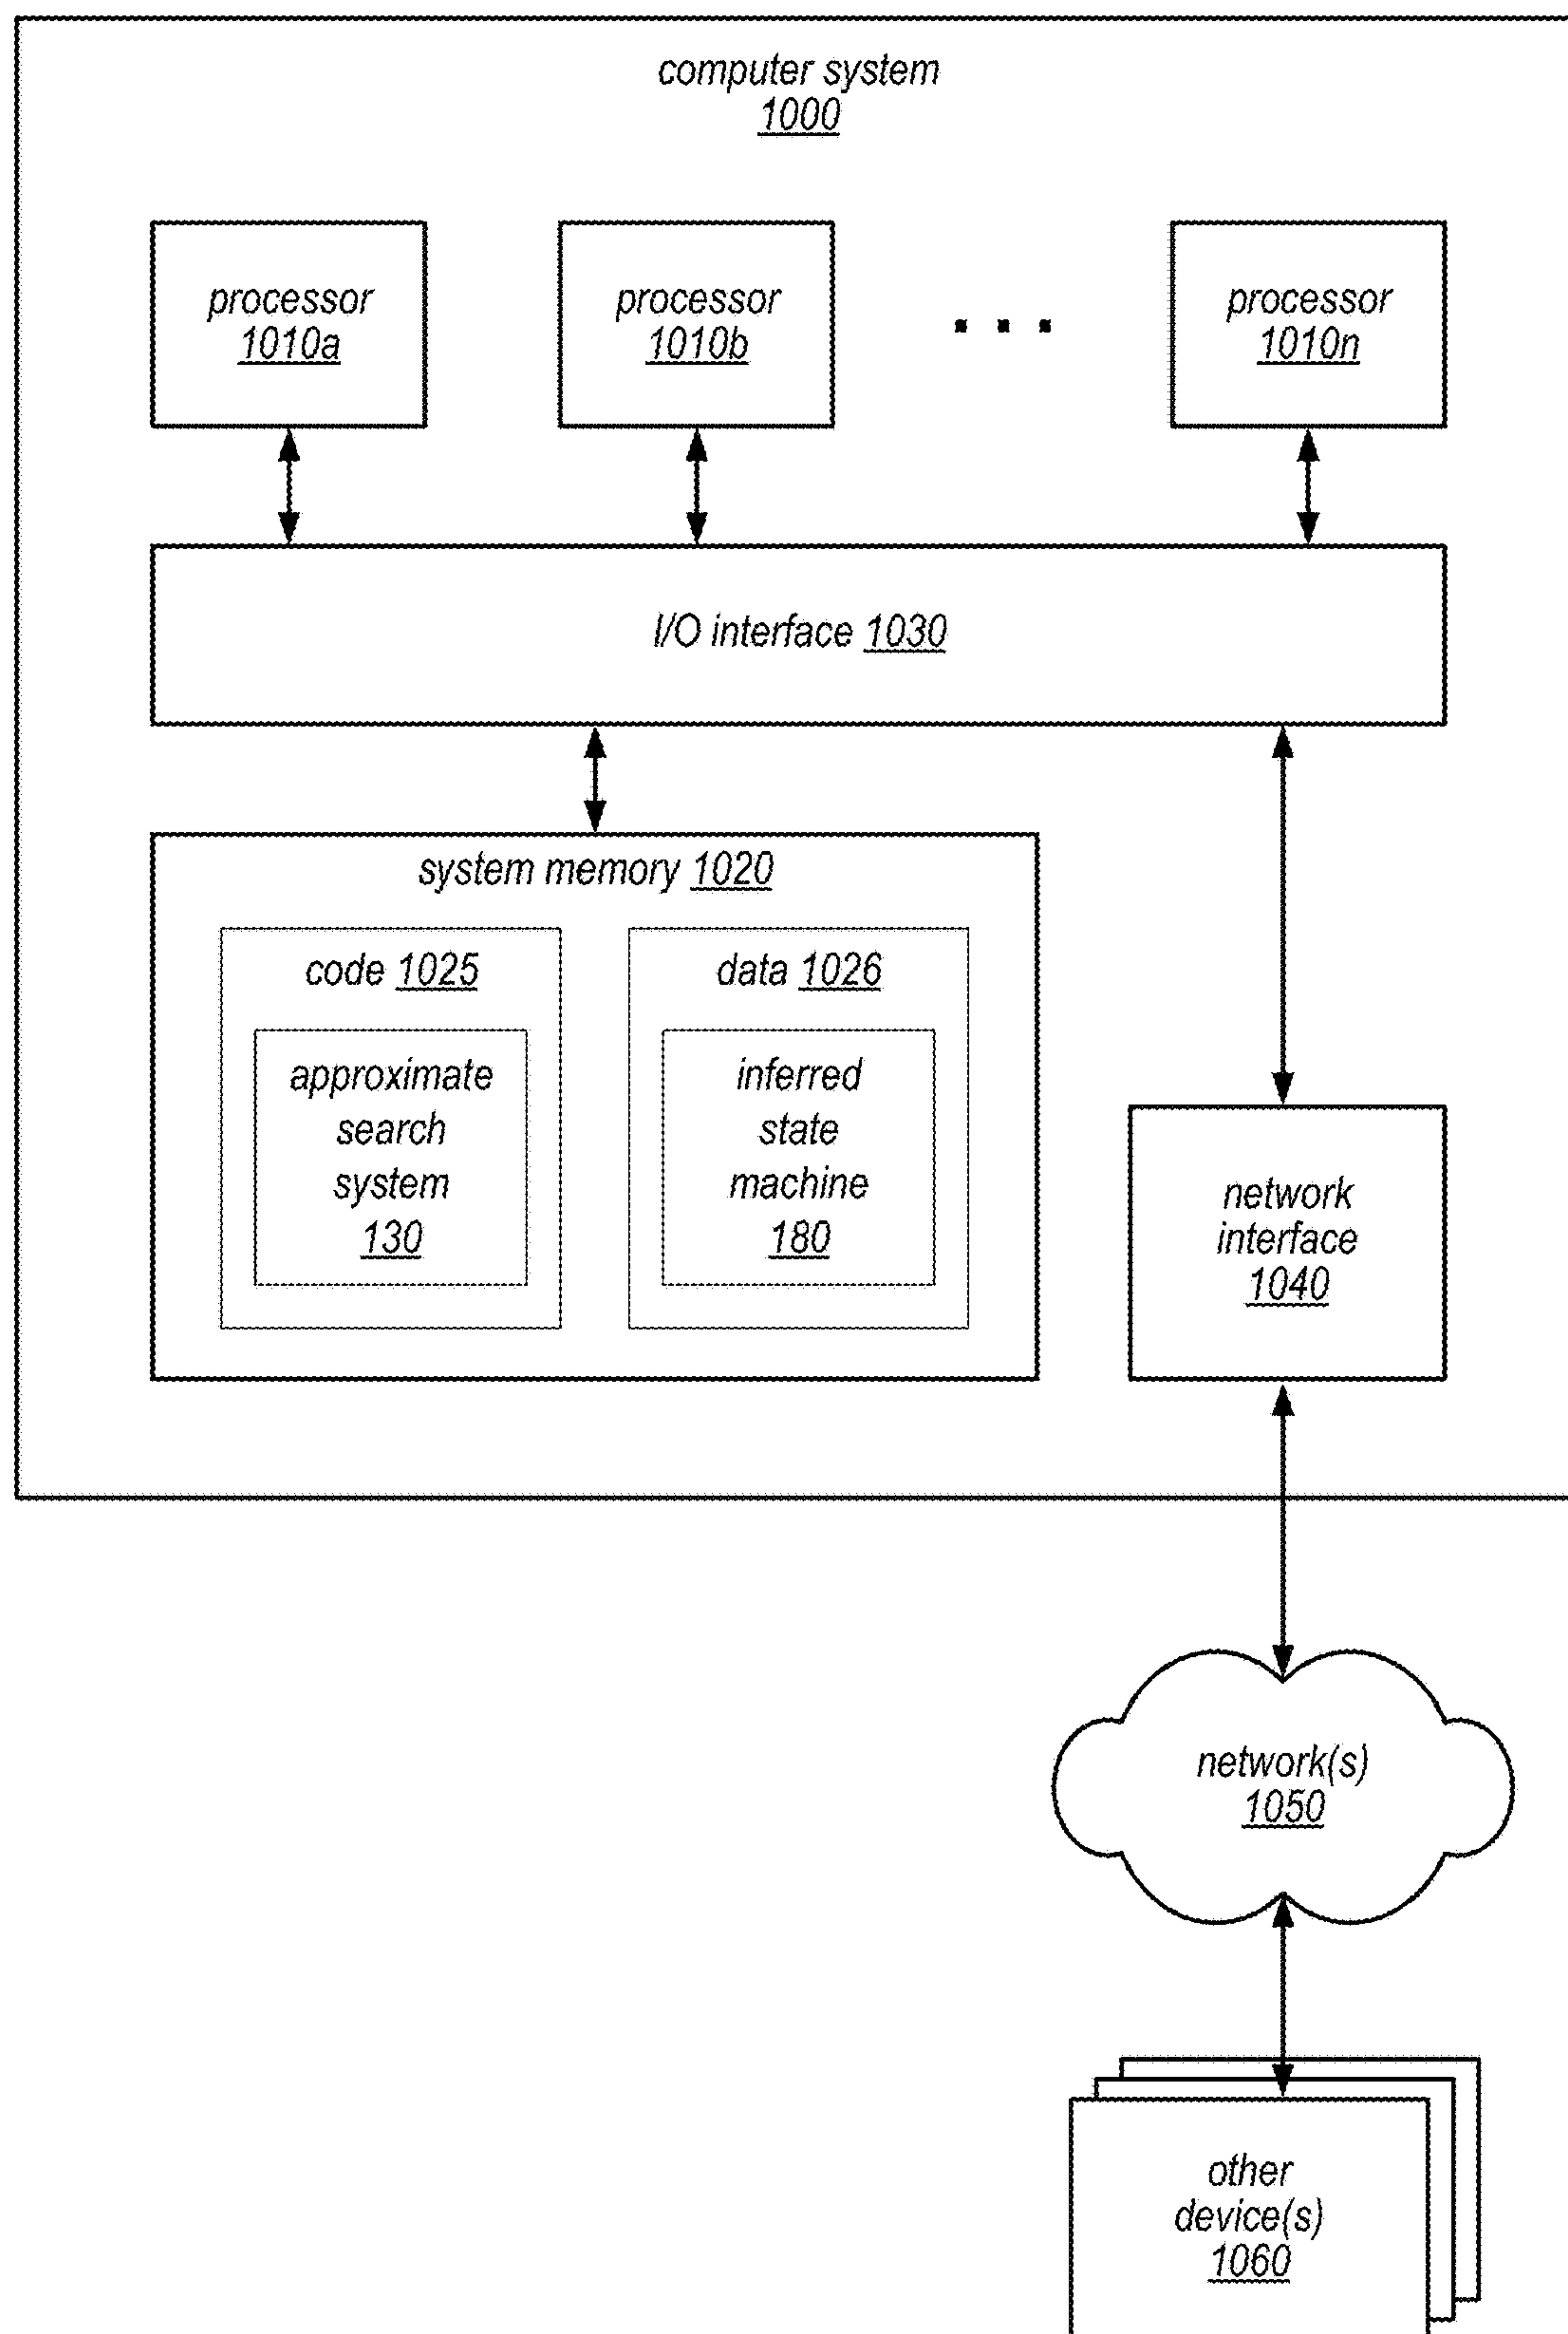 computer system
1000
processor
1010a
processor
1010b
processor
1010n
I/O interface 1030
system memory 1020
code 1025
approximate
search
system
130
data 1026
inferred
state
machine
180
network
interface
1040
network(s)
1050
other
device(s)
1060